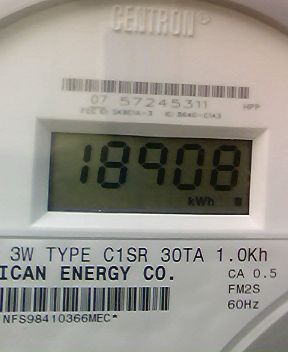 CENTRON
07 57245311 HPP
18908
kWh
3W TYPE C1SR 30TA 1.0Kh
ICAN ENERGY CO. CA 0.5
FM2S
60Hz
NFS98410366MEC*